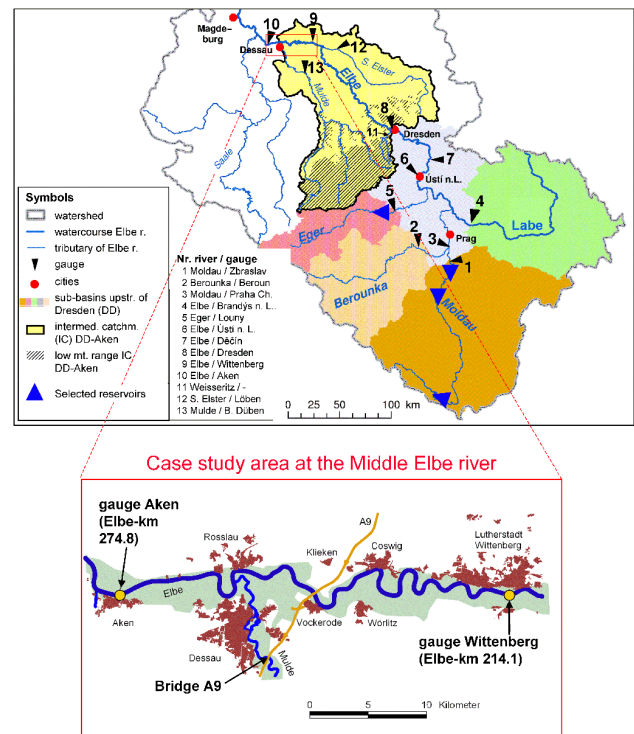 Magde-
burg
10
9
Dessau
12
S. Elster
13
Elbe
Mulde
Saale
8
11
Dresden
7
6
Ústí n.L.
5
4
Labe
Eger
2
3
Prag
1
Berounka
Moldau
Symbols
watershed
watercourse Elbe r.
tributary of Elbe r.
gauge
cities
sub-basins upstr. of
Dresden (DD)
intermed. catchm.
(IC) DD-Aken
low mt. range IC
DD-Aken
Selected reservoirs
Nr. river / gauge
1 Moldau / Zbraslav
2 Berounka / Beroun
3 Moldau / Praha Ch.
4 Elbe / Brandýs n. L.
5 Eger / Louny
6 Elbe / Ústí n. L.
7 Elbe / Děčín
8 Elbe / Dresden
9 Elbe / Wittenberg
10 Elbe / Aken
11 Weisseritz / -
12 S. Elster / Löben
13 Mulde / B. Düben
0 25 50 100 km
Case study area at the Middle Elbe river
gauge Aken
(Elbe-km
274.8)
A9
Rosslau
Klieken
Coswig
Lutherstadt
Wittenberg
Elbe
Aken
Vockerode
Wörlitz
Dessau
Mulde
gauge Wittenberg
(Elbe-km 214.1)
Bridge A9
0 5 10 Kilometer